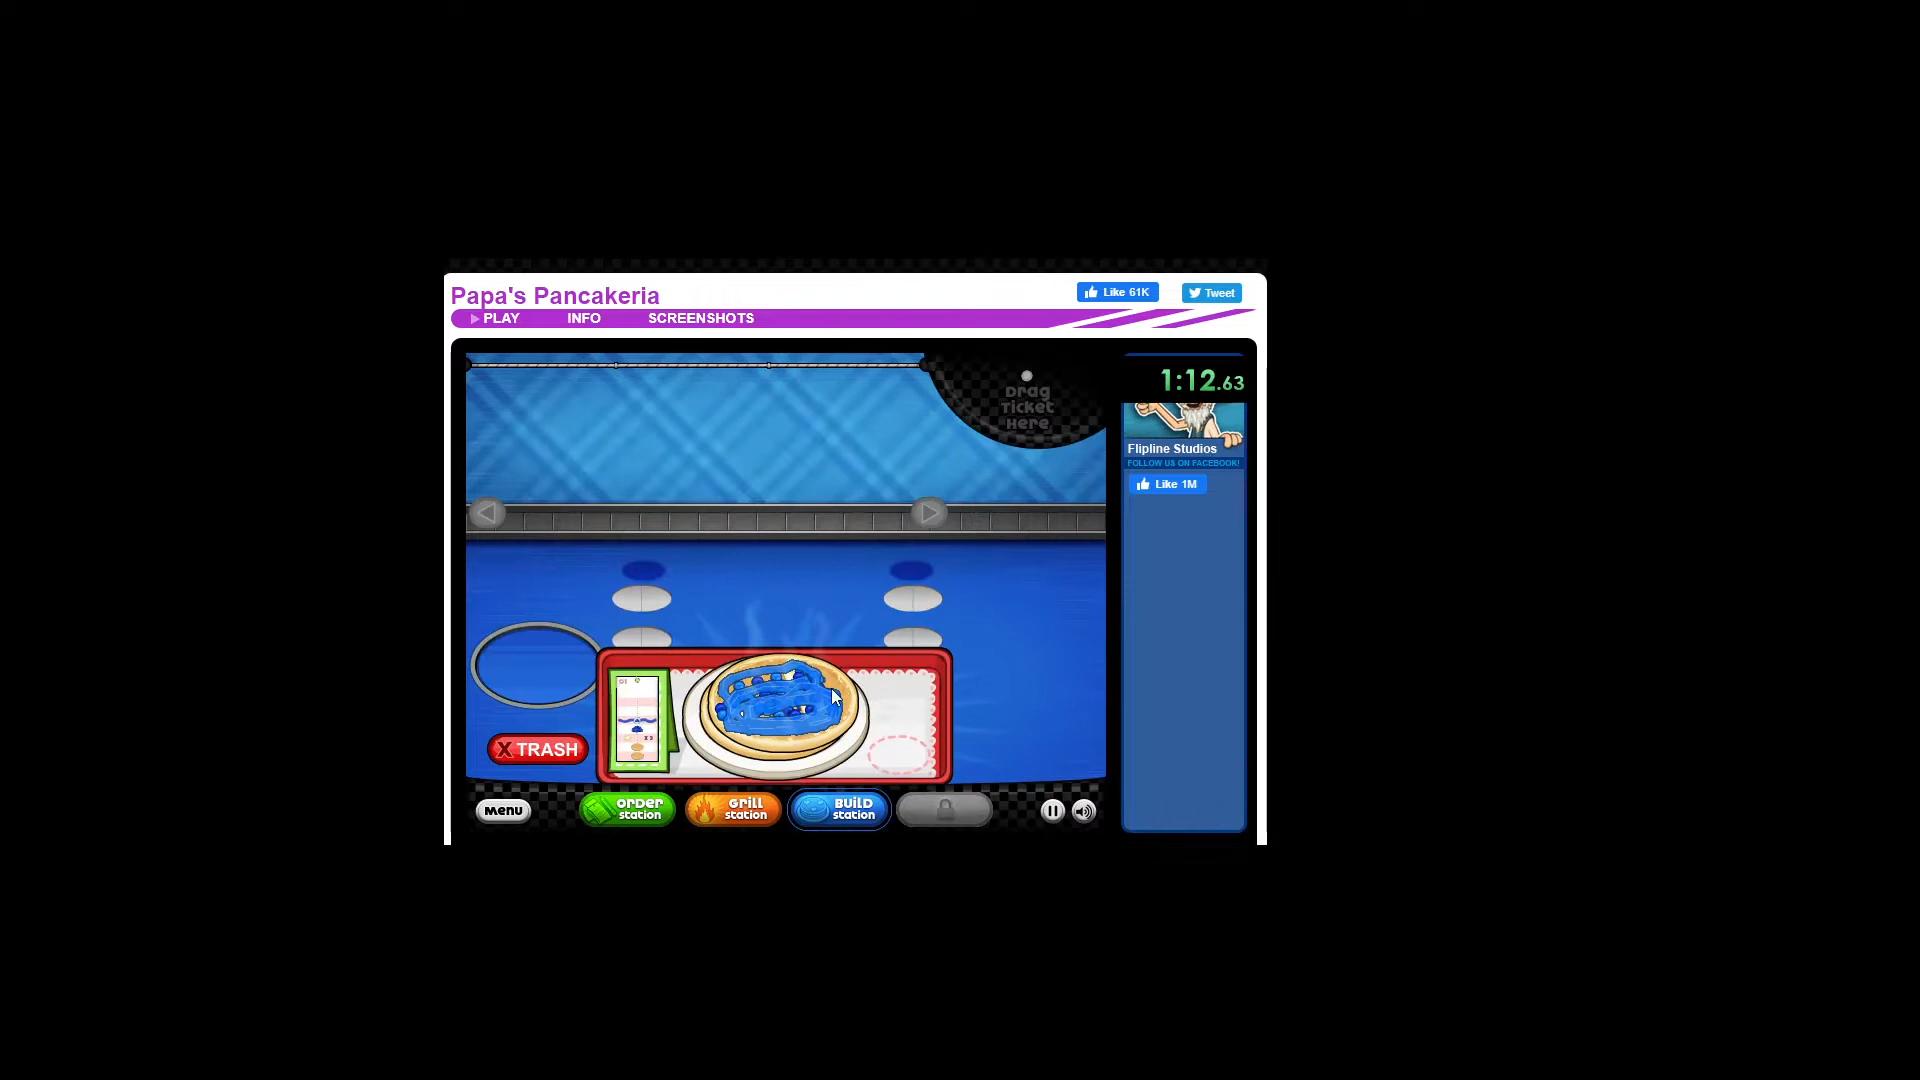 Papa's Pancakeria
Like 61K
Tweet
PLAY
INFO
SCREENSHOTS
Drag
Ticket
Here
1:12.63
Flipline Studios
FOLLOW US ON FACEBOOK!
Like 1M
X TRASH
Menu
Order
station
Grill
station
Build
station